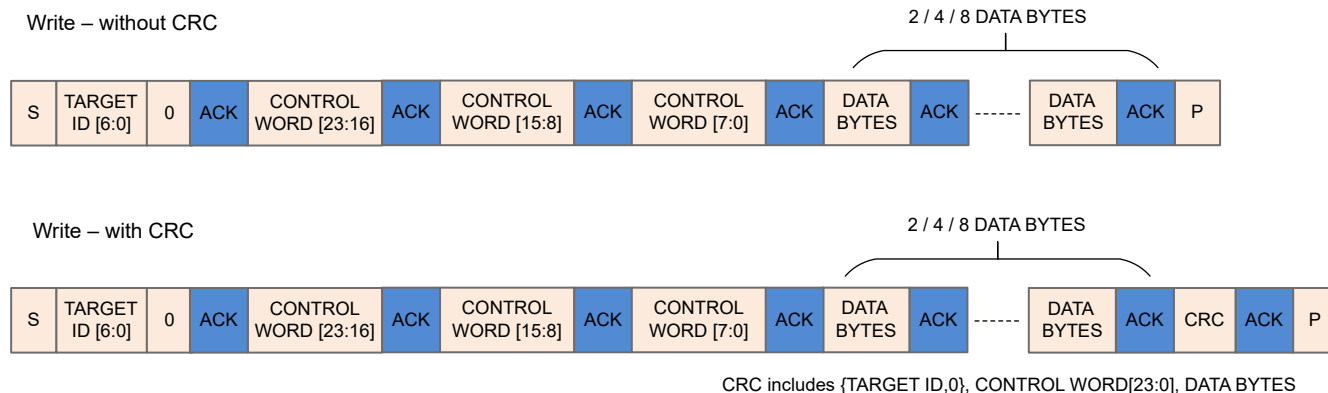 Write – without CRC
2 / 4 / 8 DATA BYTES
S TARGET ID [6:0] 0 ACK CONTROL WORD [23:16] ACK CONTROL WORD [15:8] ACK CONTROL WORD [7:0] ACK DATA BYTES ACK ------ DATA BYTES ACK P
Write – with CRC
2 / 4 / 8 DATA BYTES
S TARGET ID [6:0] 0 ACK CONTROL WORD [23:16] ACK CONTROL WORD [15:8] ACK CONTROL WORD [7:0] ACK DATA BYTES ACK ------ DATA BYTES ACK CRC ACK P
CRC includes {TARGET ID,0}, CONTROL WORD[23:0], DATA BYTES